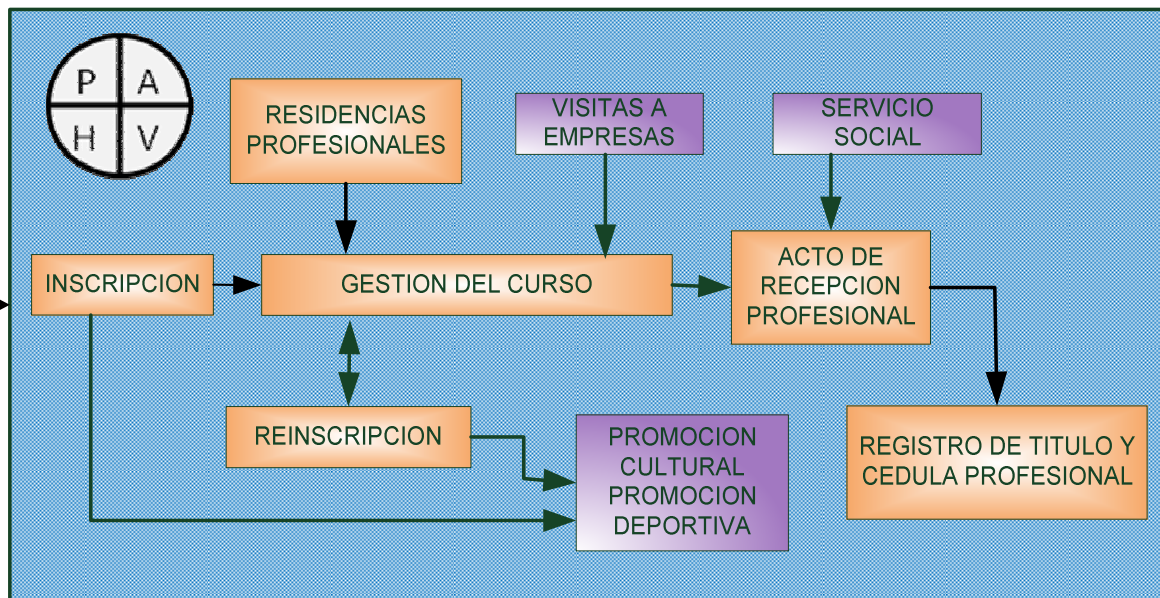 P A
H V
RESIDENCIAS
PROFESIONALES
VISITAS A
EMPRESAS
SERVICIO
SOCIAL
INSCRIPCION
GESTION DEL CURSO
ACTO DE
RECEPCION
PROFESIONAL
REINSCRIPCION
PROMOCION
CULTURAL
PROMOCION
DEPORTIVA
REGISTRO DE TITULO Y
CEDULA PROFESIONAL